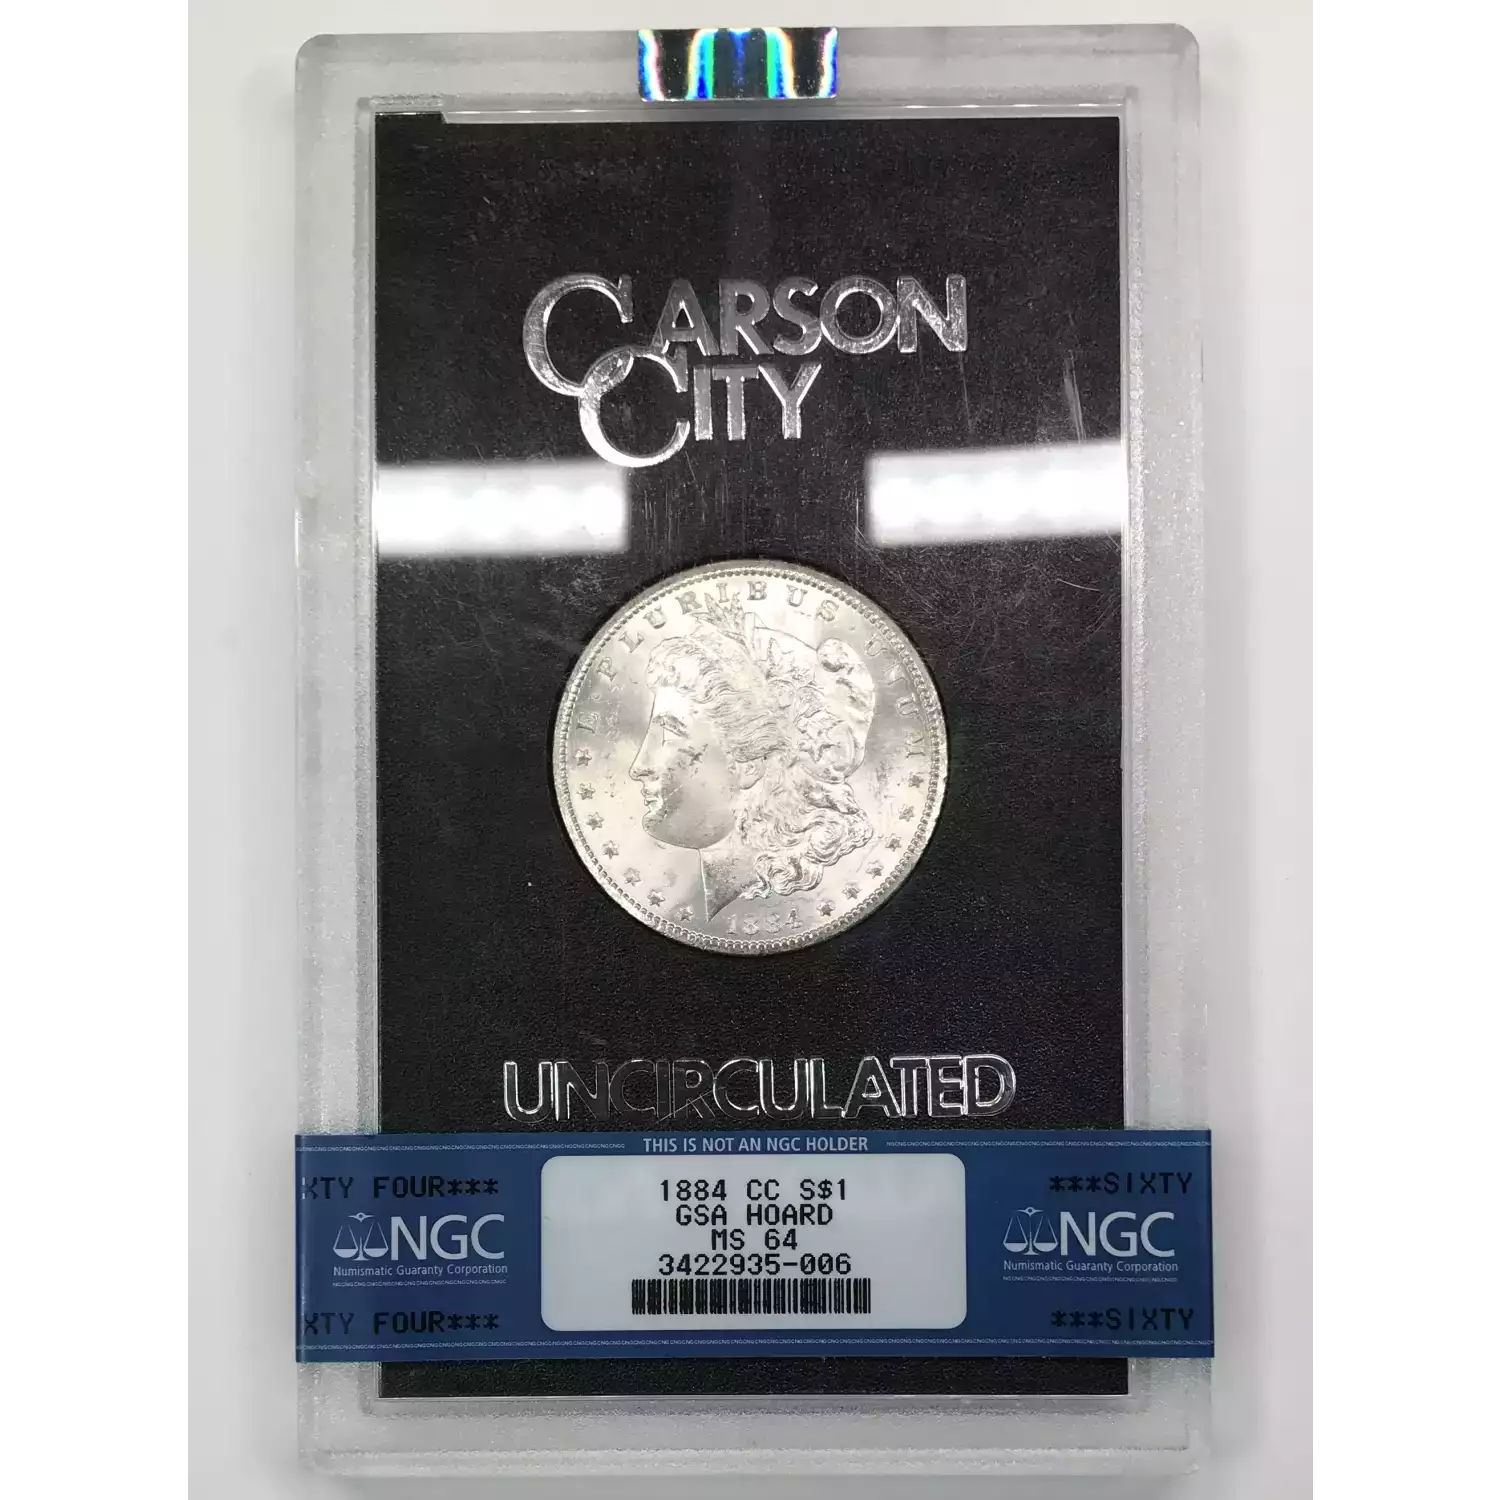 CARSON
CITY
E·PLURIBUS·UNUM
1884
UNCIRCULATED
THIS IS NOT AN NGC HOLDER
XTY FOUR***
NGC
Numismatic Guaranty Corporation
XTY FOUR***
1884 CC S$1
GSA HOARD
MS 64
3422935-006
***SIXTY
NGC
Numismatic Guaranty Corporation
***SIXTY